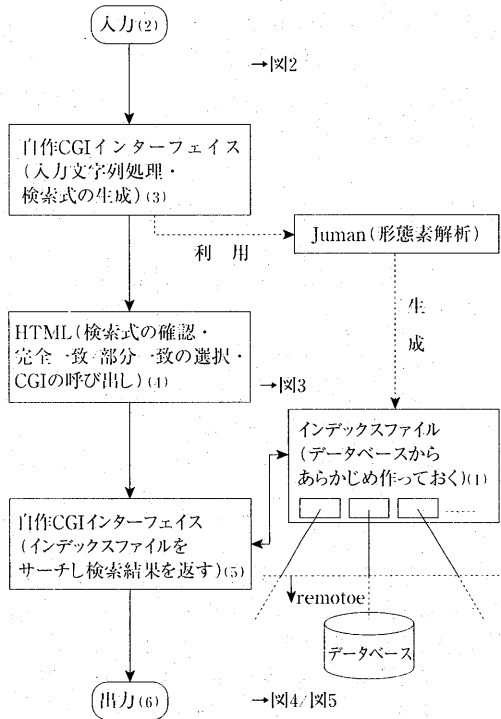 入力(2)
→図2
自作CGIインターフェイス
(入力文字列処理・
検索式の生成)(3)
利 用
Juman(形態素解析)
生
成
HTML(検索式の確認・
完全一致・部分一致の選択・
CGIの呼び出し)(4)
→図3
インデックスファイル
(データベースから
あらかじめ作っておく)(1)
自作CGIインターフェイス
(インデックスファイルを
サーチし検索結果を返す)(5)
remotoe
データベース
出力(6)
→図4/図5